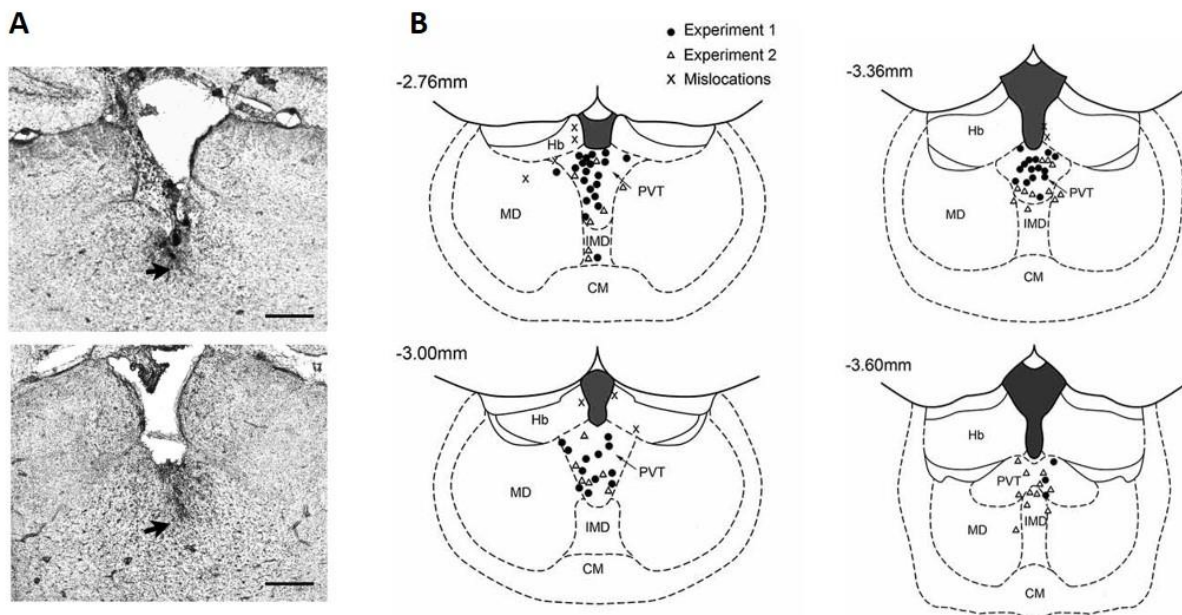 A
B
● Experiment 1
△ Experiment 2
x Mislocations
-2.76mm
Hb
x
x
x
x
x
MD
PVT
IMD
CM
-3.36mm
Hb
x
x
MD
PVT
IMD
CM
-3.00mm
Hb
x
x
x
MD
PVT
IMD
CM
-3.60mm
Hb
PVT
MD
IMD
CM